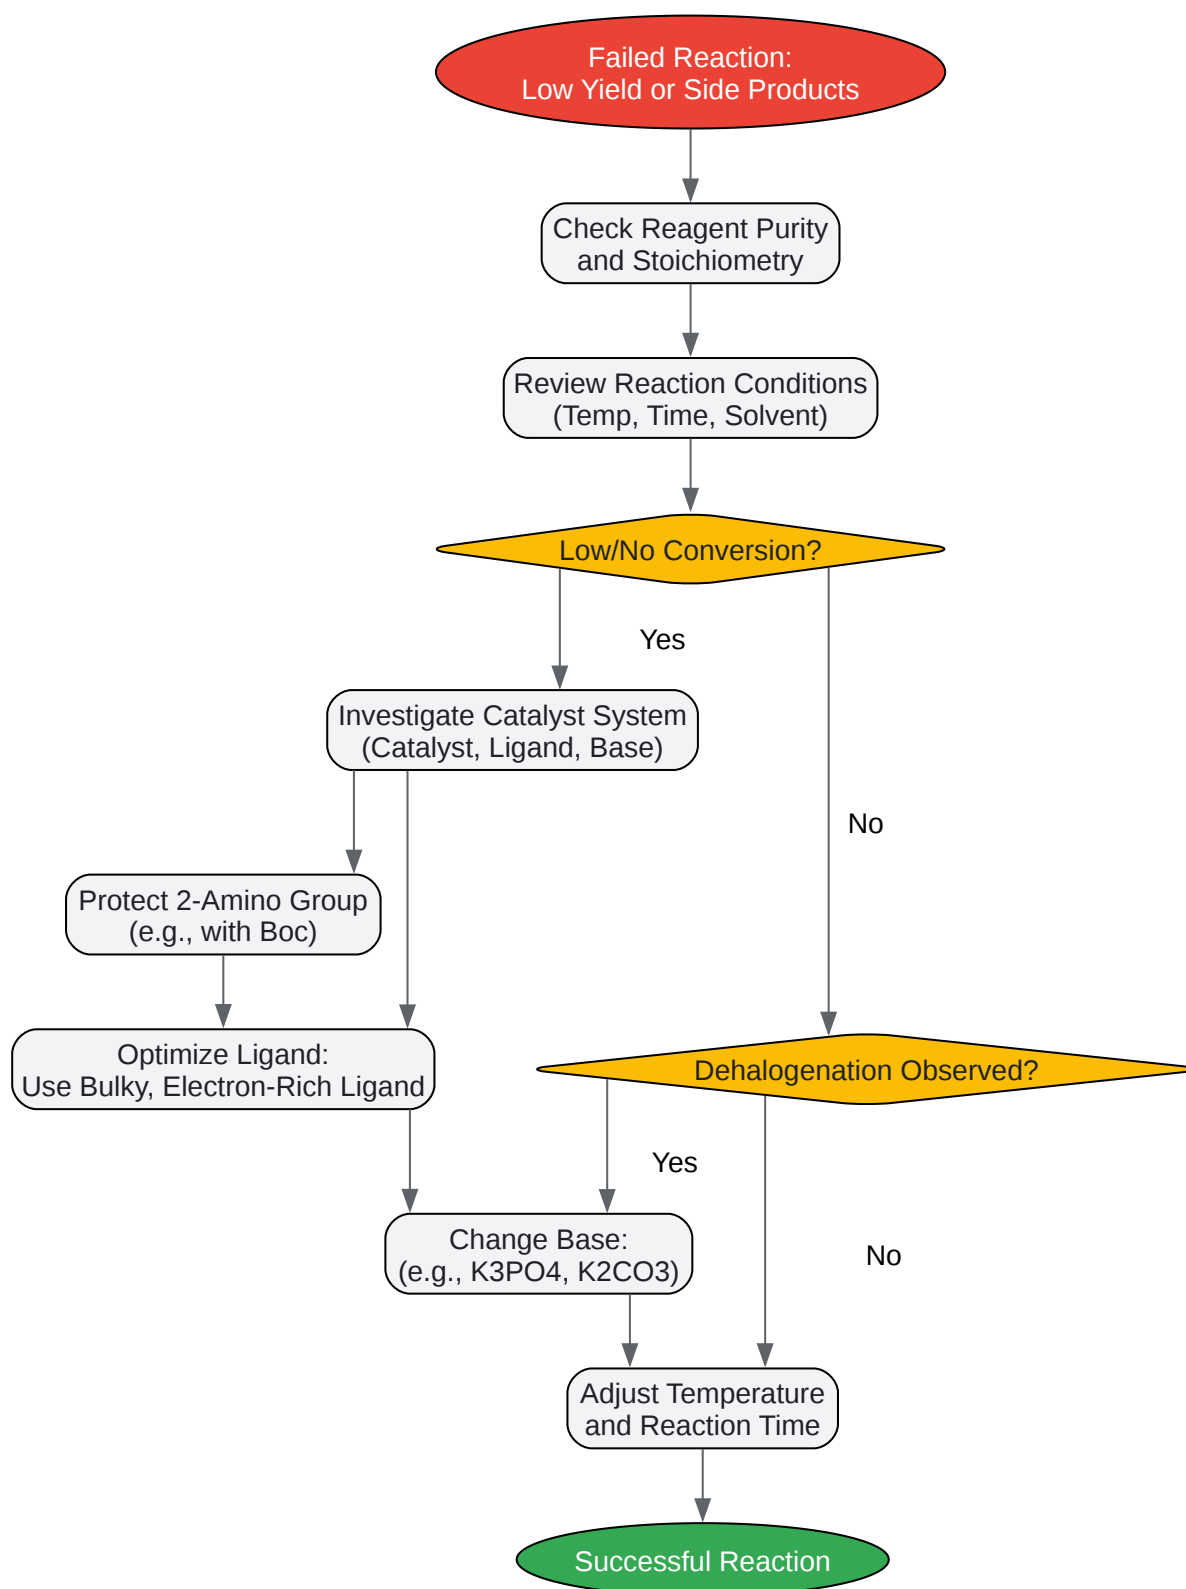 Failed Reaction:
Low Yield or Side Products
Check Reagent Purity
and Stoichiometry
Review Reaction Conditions
(Temp, Time, Solvent)
Low/No Conversion?
Yes
Investigate Catalyst System
(Catalyst, Ligand, Base)
No
Protect 2-Amino Group
(e.g., with Boc)
Optimize Ligand:
Use Bulky, Electron-Rich Ligand
Dehalogenation Observed?
Yes
Change Base:
(e.g., K3PO4, K2CO3)
No
Adjust Temperature
and Reaction Time
Successful Reaction